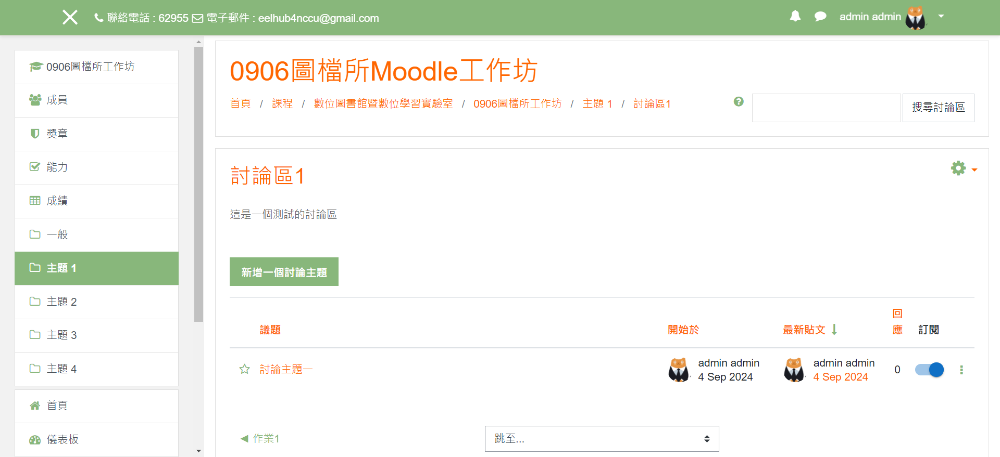 聯絡電話 : 62955 電子郵件 : eelhub4nccu@gmail.com
admin admin
0906圖檔所工作坊
成員
獎章
能力
成績
一般
主題 1
主題 2
主題 3
主題 4
首頁
儀表板
0906圖檔所Moodle工作坊
首頁 / 課程 / 數位圖書館暨數位學習實驗室 / 0906圖檔所工作坊 / 主題 1 / 討論區1
搜尋討論區
討論區1
這是一個測試的討論區
新增一個討論主題
議題 開始於 最新貼文 回應 訂閱
討論主題一 admin admin 4 Sep 2024 admin admin 4 Sep 2024 0
◀ 作業1
跳至...